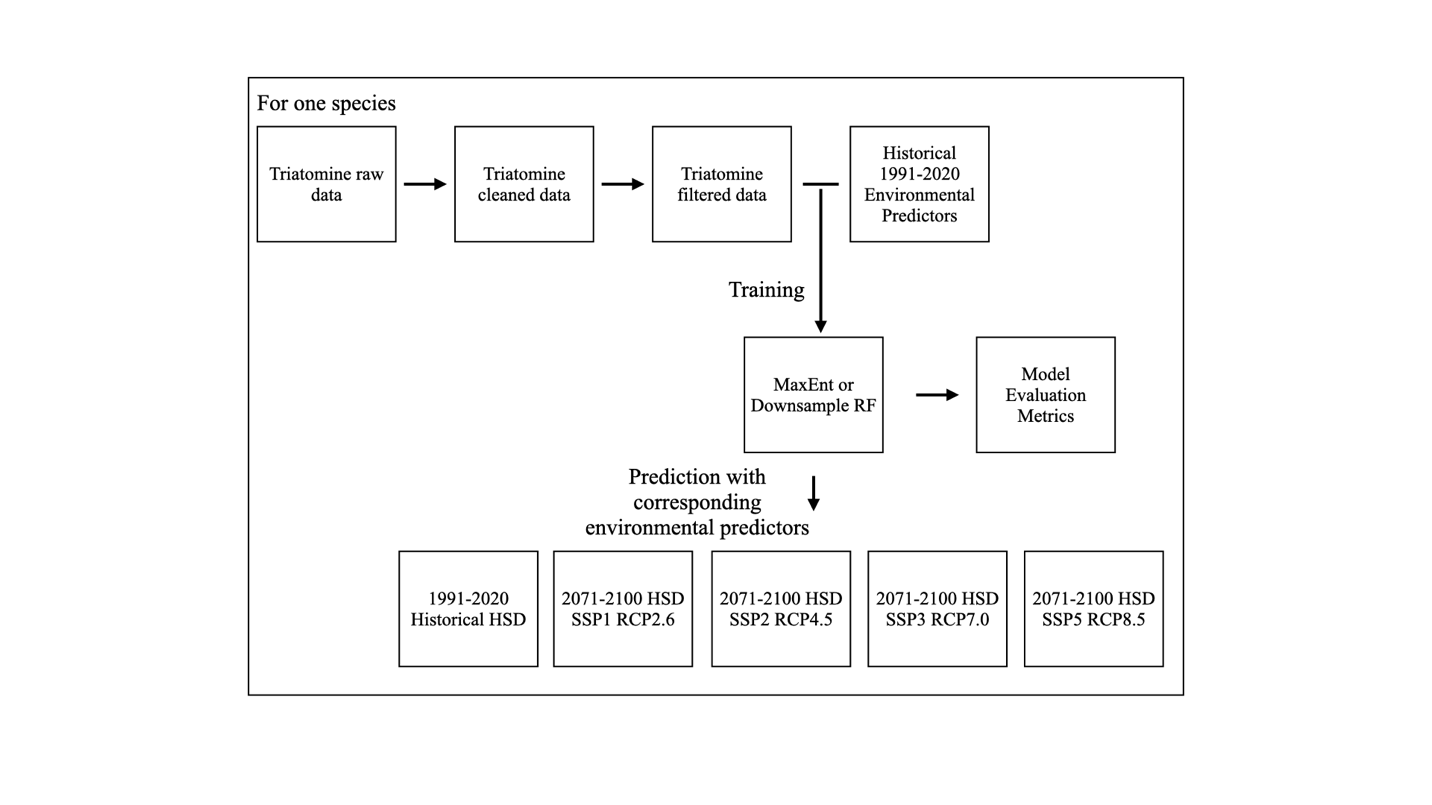 For one species
Triatomine raw
data
Triatomine
cleaned data
Triatomine
filtered data
Historical
1991-2020
Environmental
Predictors
Training
MaxEnt or
Downsample RF
Model
Evaluation
Metrics
Prediction with
corresponding
environmental predictors
1991-2020
Historical HSD
2071-2100 HSD
SSP1 RCP2.6
2071-2100 HSD
SSP2 RCP4.5
2071-2100 HSD
SSP3 RCP7.0
2071-2100 HSD
SSP5 RCP8.5